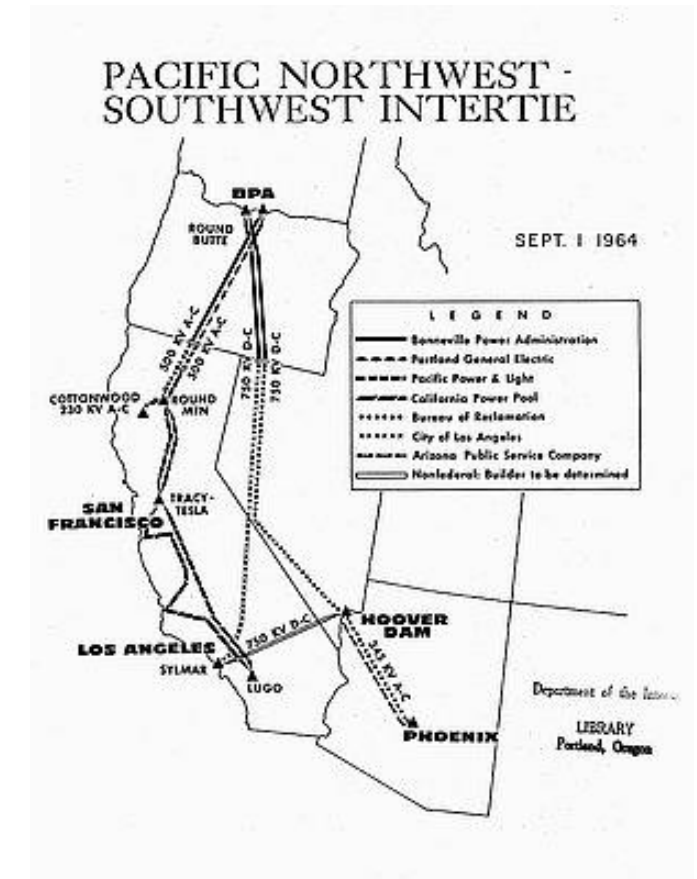 PACIFIC NORTHWEST -
SOUTHWEST INTERTIE
BPA
ROUND
BUTTE
SEPT. 1 1964
LEGEND
Bonneville Power Administration
Portland General Electric
Pacific Power & Light
California Power Pool
Bureau of Reclamation
City of Los Angeles
Arizona Public Service Company
Nonfederal: Builder to be determined
500 KV A-C
500 KV A-C
750 KV D-C
750 KV D-C
COTTONWOOD
230 KV A-C
ROUND
MTN
TRACY-
TESLA
SAN
FRANCISCO
LOS ANGELES
SYLMAR
LUGO
750 KV D-C
HOOVER
DAM
345 KV A-C
PHOENIX
Department of the
LIBRARY
Portland, Oregon